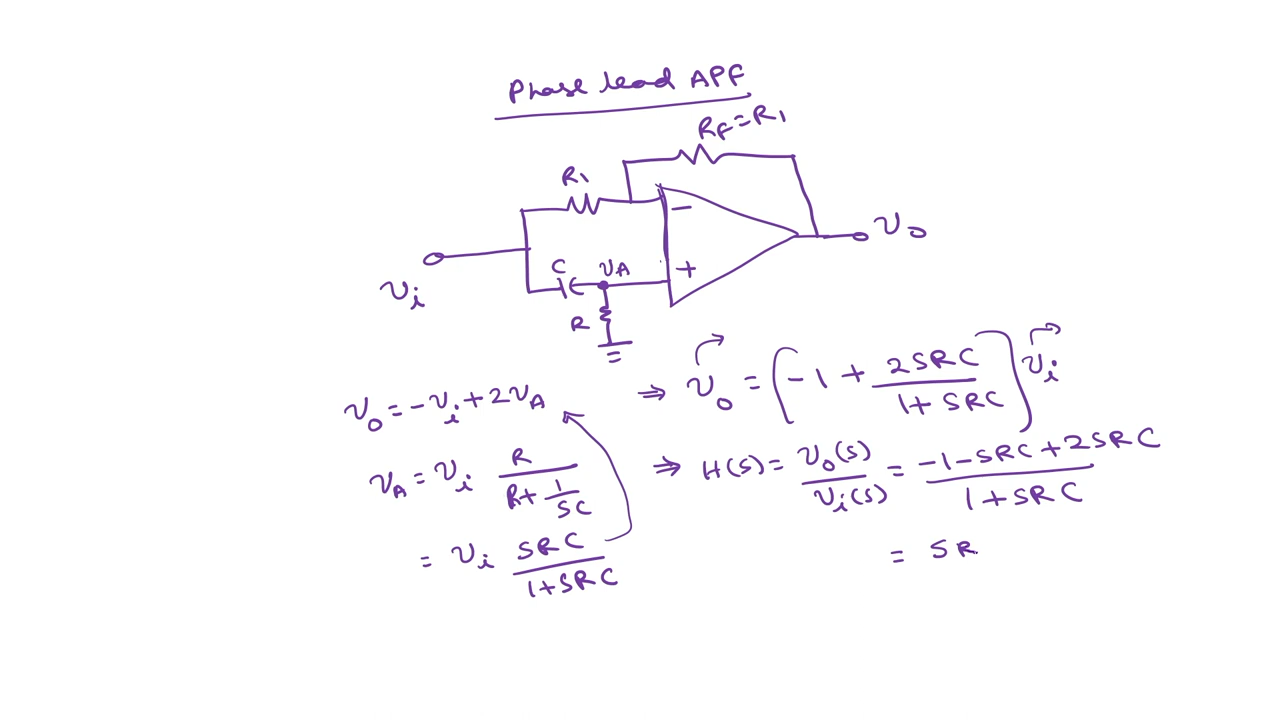 Phase lead APF
RF=R1
R1
-
vo
C vA
+
vi
R
vo = -vi + 2vA
⇒ vo = (-1 + 2SRC / 1+SRC) vi
vA = vi R / R+ 1/SC
⇒ H(s) = vo(s) / vi(s) = -1-SRC+2SRC / 1+SRC
= vi SRC / 1+SRC
= SR